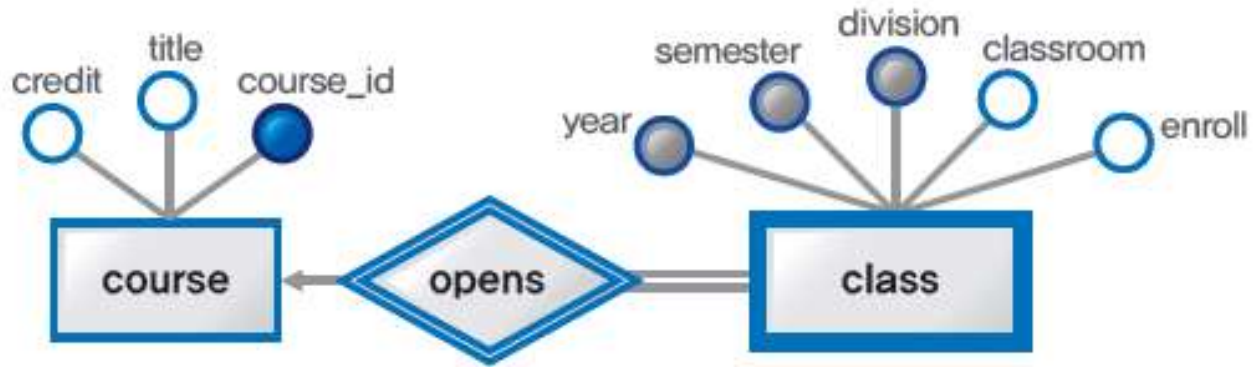 credit
title
course_id
year
semester
division
classroom
enroll
course
opens
class